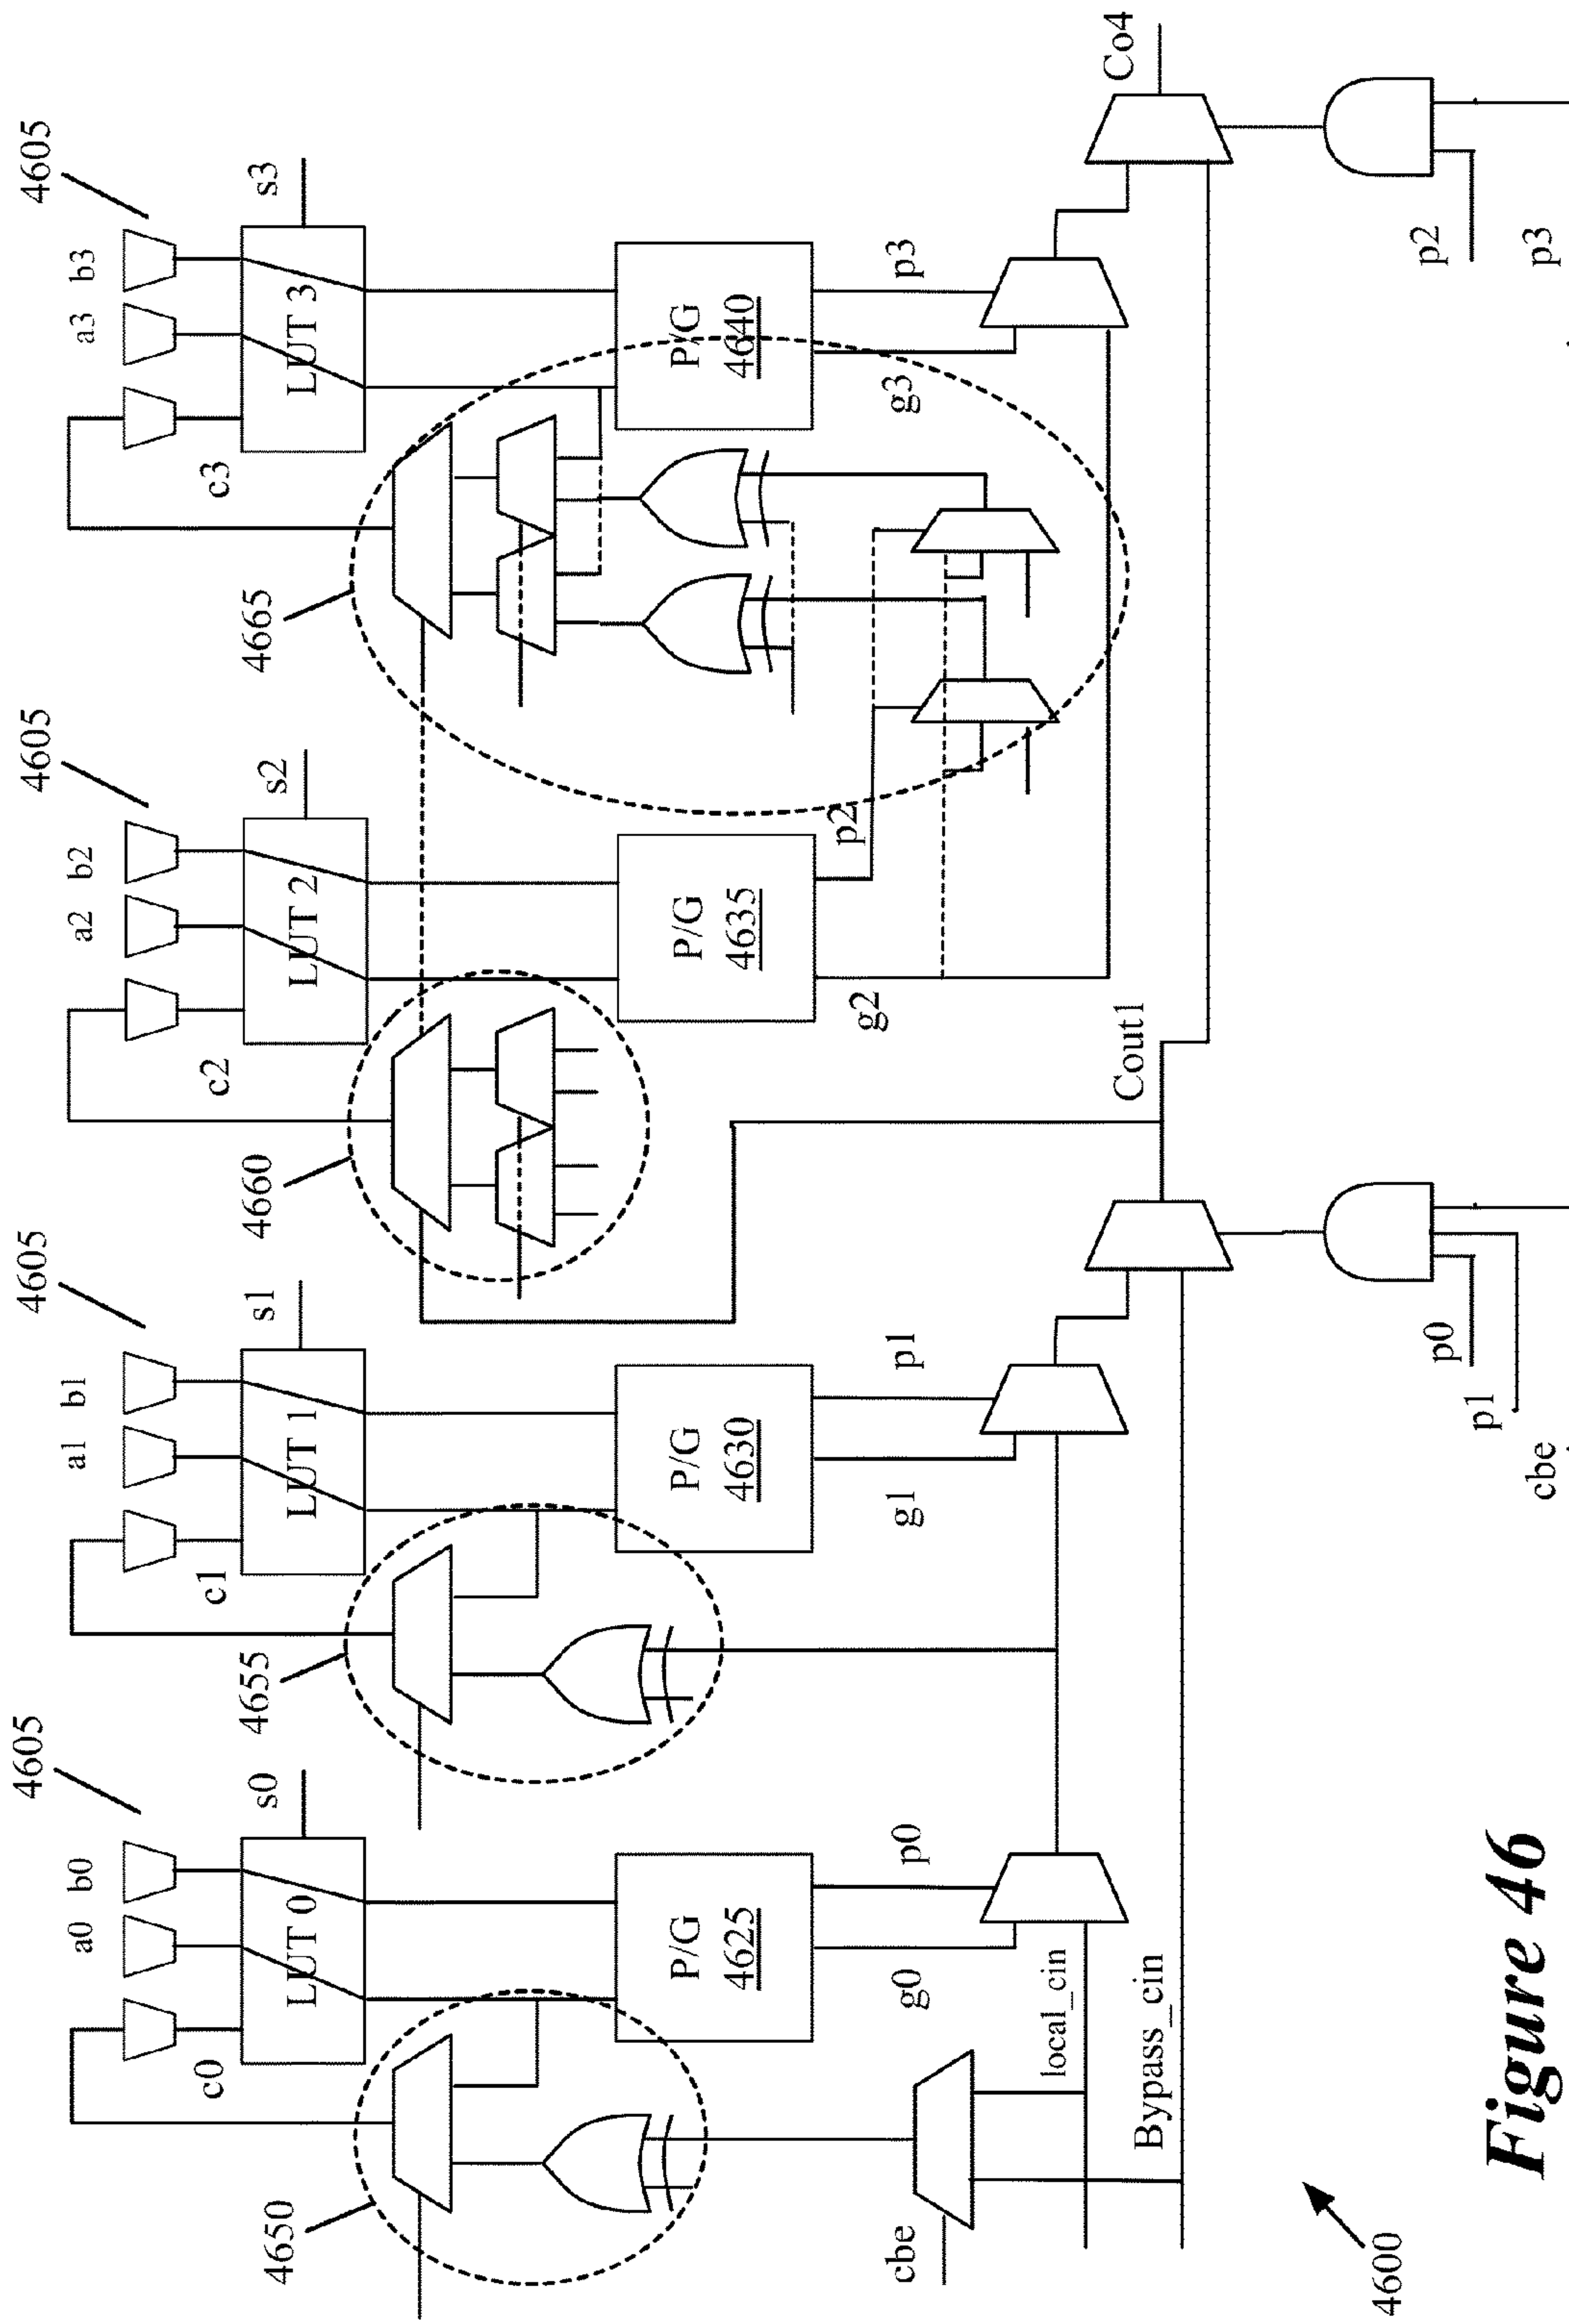 4605
4605
4605
4605
a0
b0
a1
b1
a2
b2
a3
b3
s0
s1
s2
s3
LUT 0
LUT 1
LUT 2
LUT 3
c0
c1
c2
c3
4650
4655
4660
4665
P/G
4625
P/G
4630
P/G
4635
P/G
4640
g0
p0
g1
p1
g2
p2
g3
p3
cbe
local_cin
Bypass_cin
Cout1
Co4
p0
p1
cbe
p2
p3
4600
Figure 46